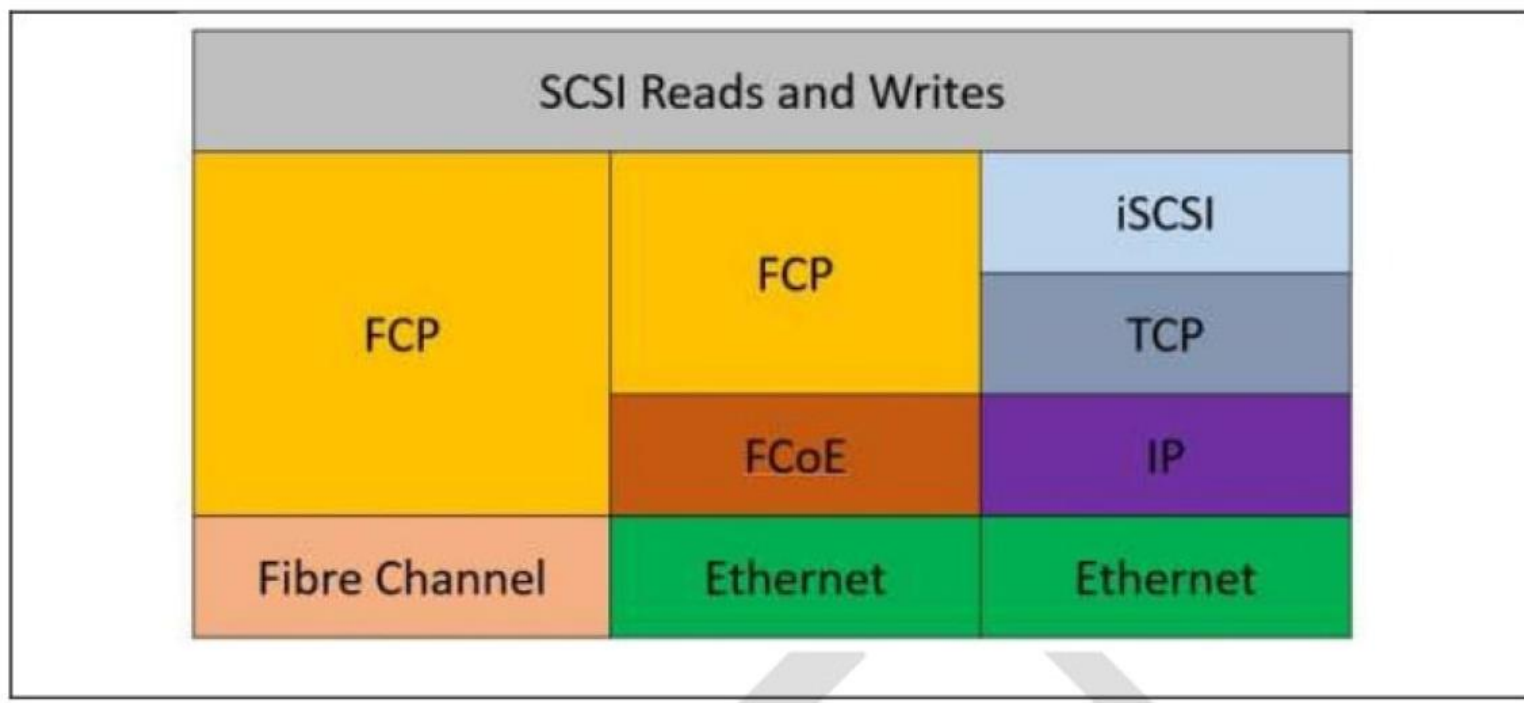 SCSI Reads and Writes
FCP
FCP
iSCSI
TCP
FCoE
IP
Fibre Channel
Ethernet
Ethernet